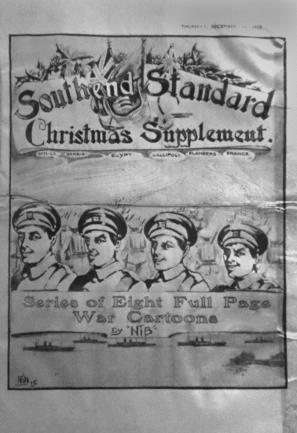 Southend Standard
Christmas Supplement.
EGYPT GALLIPOLI FLANDERS FRANCE
Series of Eight Full Page
War Cartoons
By "NIB"